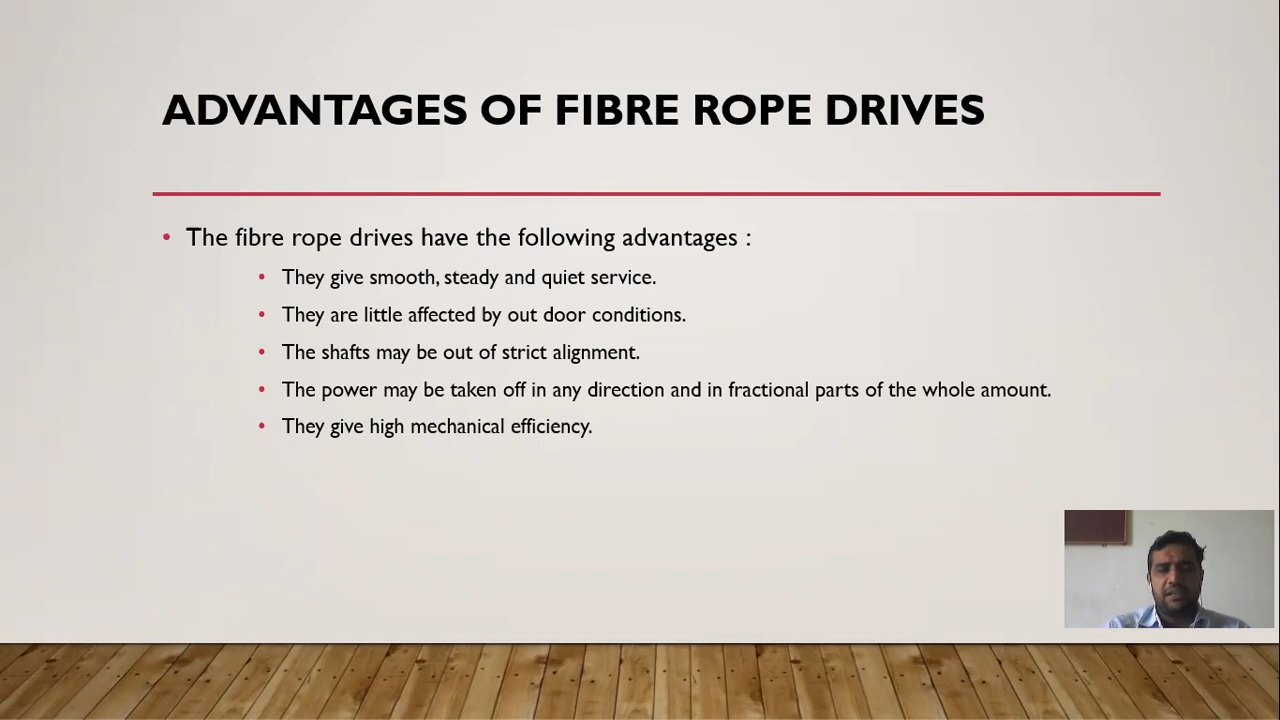 ADVANTAGES OF FIBRE ROPE DRIVES
• The fibre rope drives have the following advantages :
• They give smooth, steady and quiet service.
• They are little affected by out door conditions.
• The shafts may be out of strict alignment.
• The power may be taken off in any direction and in fractional parts of the whole amount.
• They give high mechanical efficiency.